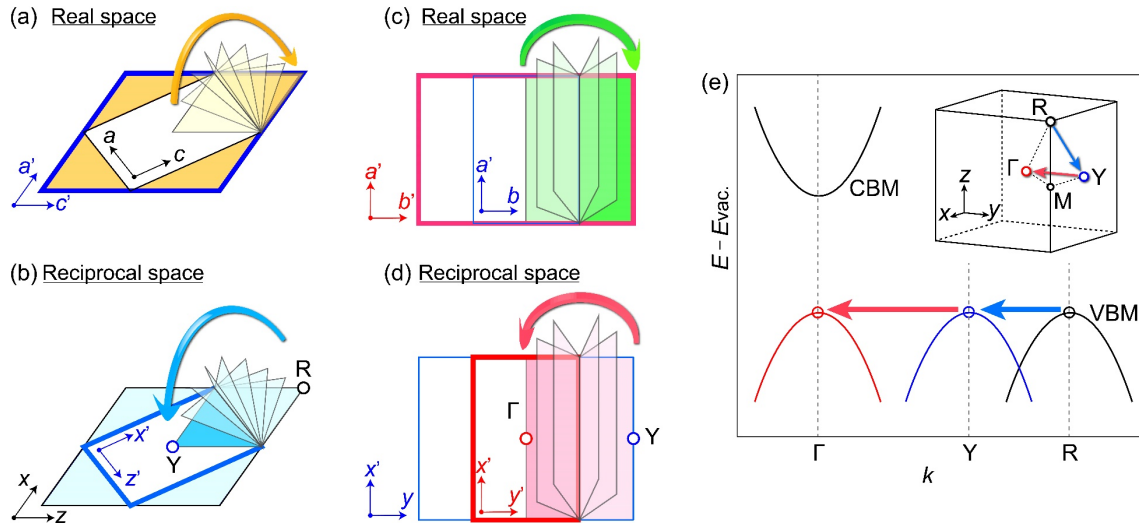 (a) Real space
a
c
a'
c'
(b) Reciprocal space
R
Y
x'
z'
x
z
(c) Real space
a'
b'
a'
b
(d) Reciprocal space
Γ
Y
x'
y
x'
y'
(e)
E − Evac.
CBM
VBM
R
Γ
Y
M
z
x
y
Γ
Y
R
k